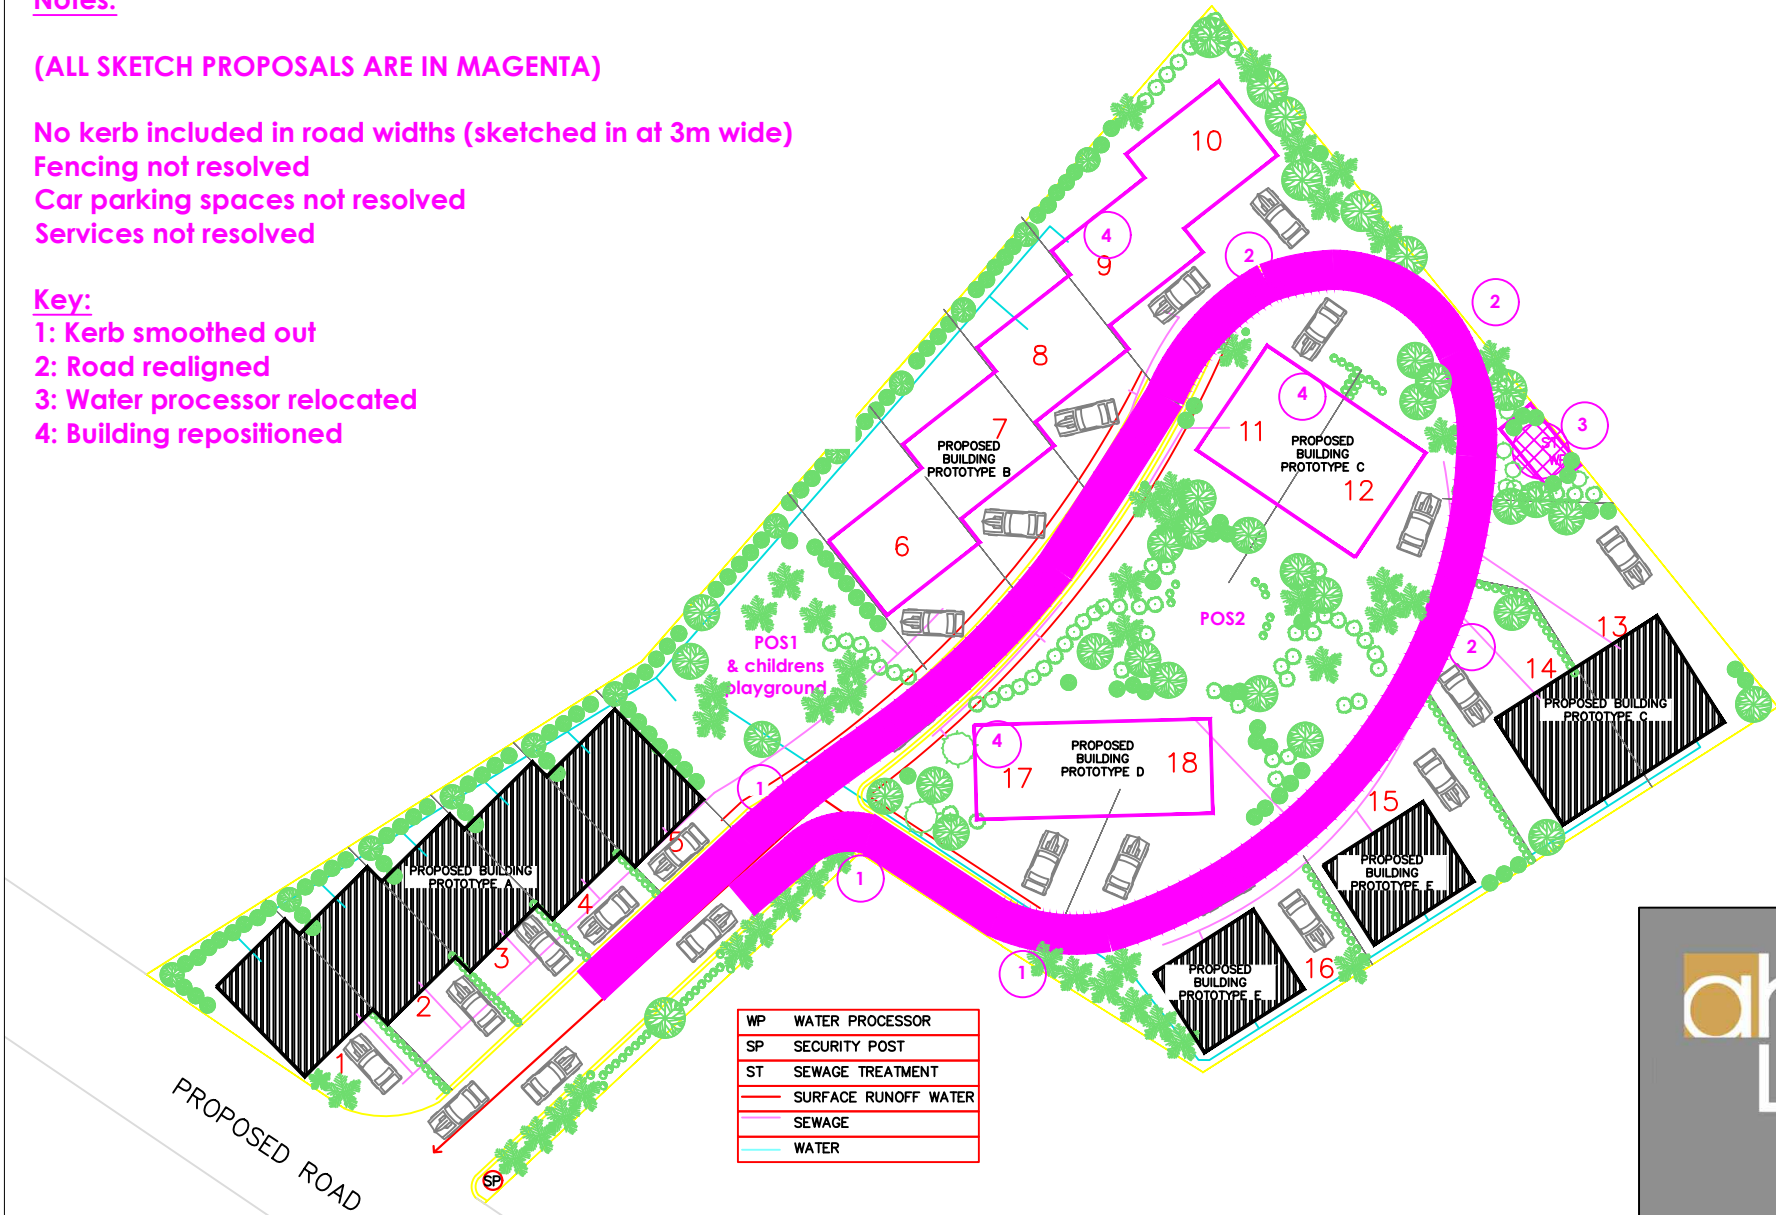 Notes:
(ALL SKETCH PROPOSALS ARE IN MAGENTA)
No kerb included in road widths (sketched in at 3m wide)
Fencing not resolved
Car parking spaces not resolved
Services not resolved
Key:
1: Kerb smoothed out
2: Road realigned
3: Water processor relocated
4: Building repositioned
10
4
9
2
2
8
4
3
7
11
PROPOSED
BUILDING
PROTOTYPE B
PROPOSED
BUILDING
PROTOTYPE C
12
ST
6
POS2
POS1
& childrens
playground
13
2
14
PROPOSED BUILDING
PROTOTYPE C
4
PROPOSED
BUILDING
PROTOTYPE D
17
18
1
15
5
PROPOSED BUILDING
PROTOTYPE A
PROPOSED
BUILDING
PROTOTYPE E
1
4
3
16
1
PROPOSED
BUILDING
PROTOTYPE E
2
1
WP WATER PROCESSOR
SP SECURITY POST
ST SEWAGE TREATMENT
SURFACE RUNOFF WATER
SEWAGE
WATER
PROPOSED ROAD
SP